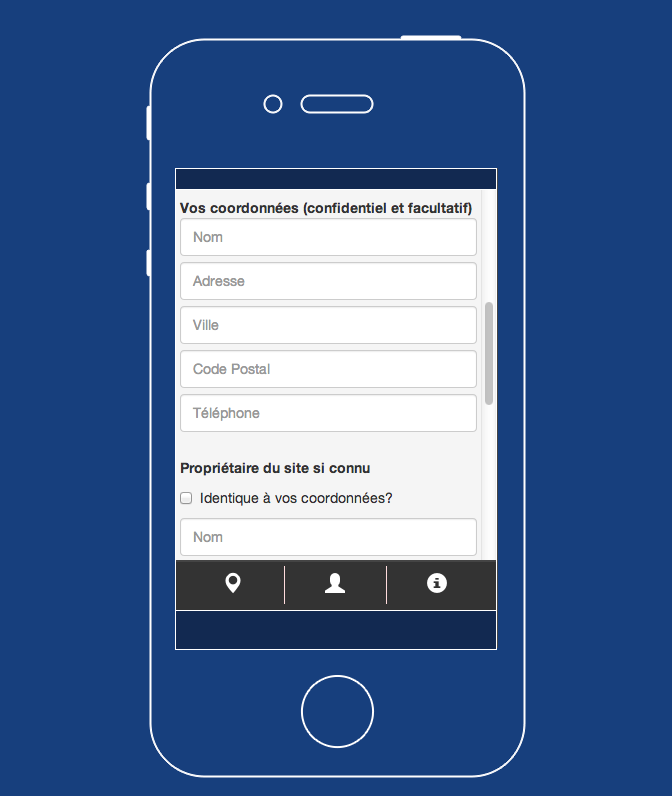 Vos coordonnées (confidentiel et facultatif)
Nom
Adresse
Ville
Code Postal
Téléphone
Propriétaire du site si connu
Identique à vos coordonnées?
Nom